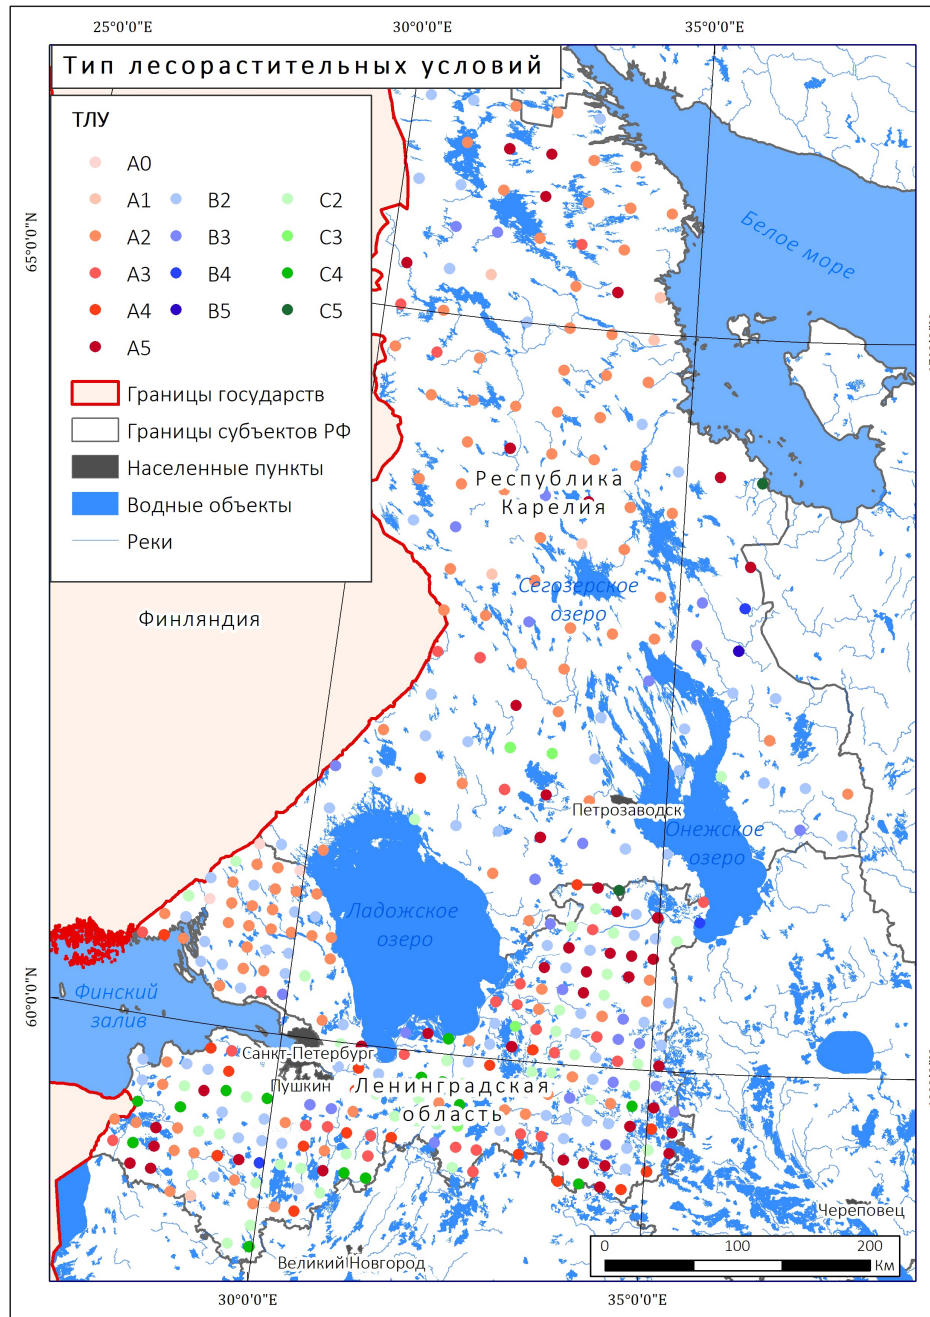 25°0'0"E 30°0'0"E 35°0'0"E
Тип лесорастительных условий
ТЛУ
A0
A1 B2 C2
A2 B3 C3
A3 B4 C4
A4 B5 C5
A5
Границы государств
Границы субъектов РФ
Населенные пункты
Водные объекты
Реки
65°0'0"N
Белое море
Республика
Карелия
Сегозерское
озеро
Финляндия
Петрозаводск
Онежское
озеро
Ладожское
озеро
60°0'0"N
Финский
залив
Санкт-Петербург
Пушкин
Ленинградская
область
Череповец
Великий Новгород
0 100 200
Км
30°0'0"E 35°0'0"E